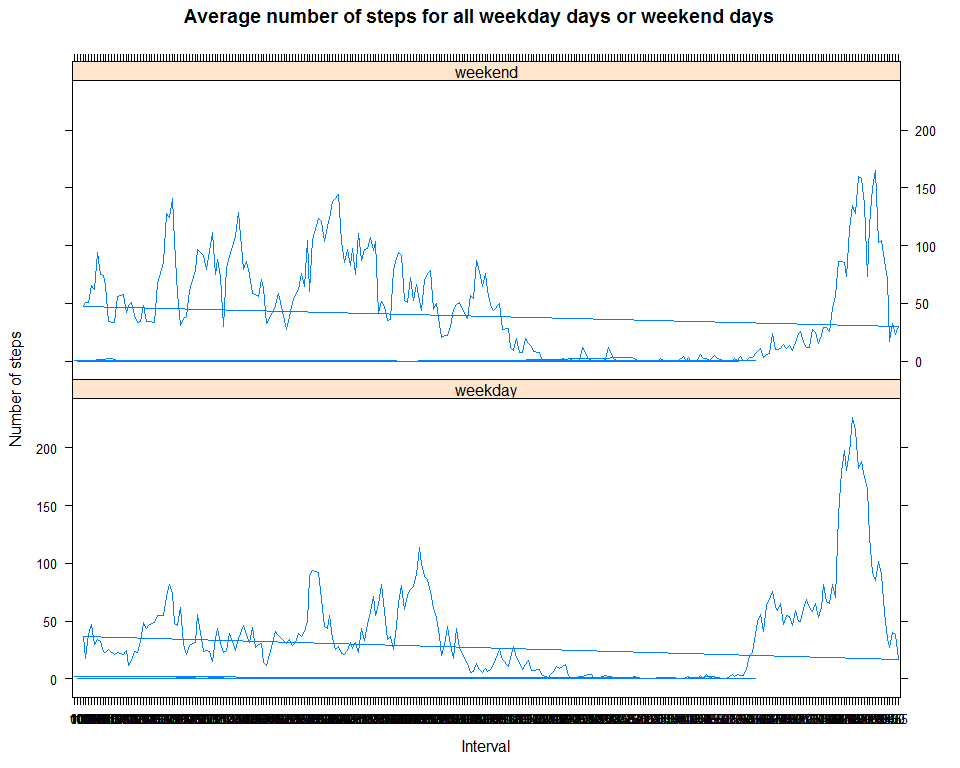 Average number of steps for all weekday days or weekend days
weekend
200
150
100
50
0
weekday
200
150
100
50
0
Number of steps
Interval